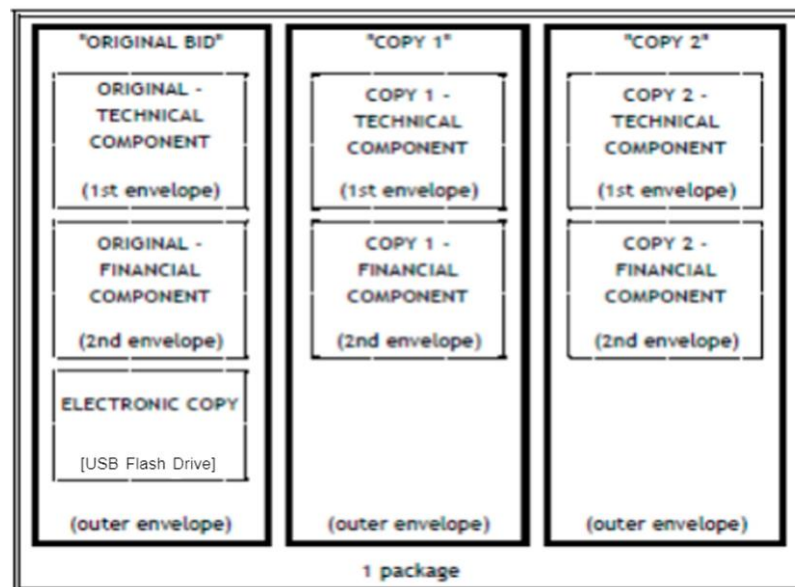 "ORIGINAL BID"
ORIGINAL -
TECHNICAL
COMPONENT
(1st envelope)
ORIGINAL -
FINANCIAL
COMPONENT
(2nd envelope)
ELECTRONIC COPY
[USB Flash Drive]
(outer envelope)
"COPY 1"
COPY 1 -
TECHNICAL
COMPONENT
(1st envelope)
COPY 1 -
FINANCIAL
COMPONENT
(2nd envelope)
(outer envelope)
"COPY 2"
COPY 2 -
TECHNICAL
COMPONENT
(1st envelope)
COPY 2 -
FINANCIAL
COMPONENT
(2nd envelope)
(outer envelope)
1 package